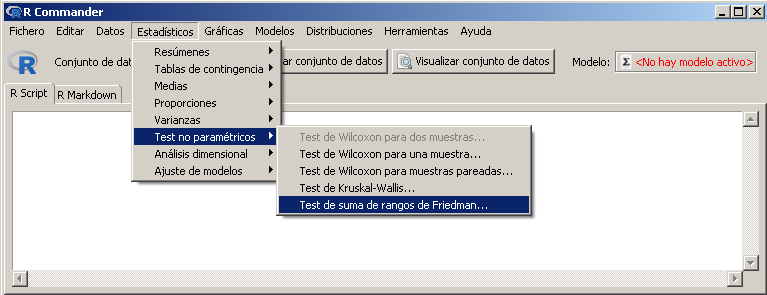 R Commander
Fichero Editar Datos Estadísticos Gráficas Modelos Distribuciones Herramientas Ayuda
R Conjunto de dat ar conjunto de datos Visualizar conjunto de datos Modelo: Σ <No hay modelo activo>
R Script R Markdown
Resúmenes
Tablas de contingencia
Medias
Proporciones
Varianzas
Test no paramétricos
Análisis dimensional
Ajuste de modelos
Test de Wilcoxon para dos muestras...
Test de Wilcoxon para una muestra...
Test de Wilcoxon para muestras pareadas...
Test de Kruskal-Wallis...
Test de suma de rangos de Friedman...